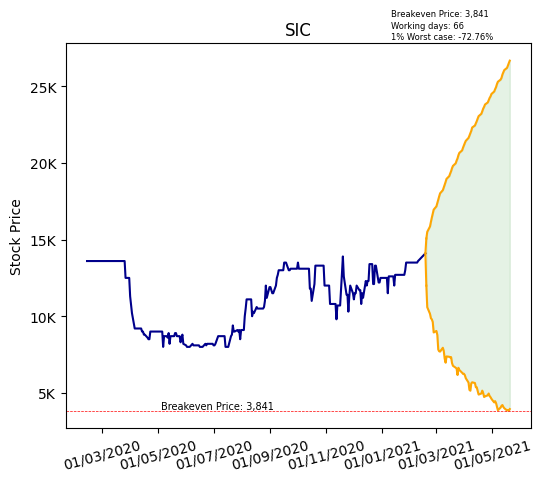 Breakeven Price: 3,841
Working days: 66
1% Worst case: -72.76%
SIC
Stock Price
25K
20K
15K
10K
5K
Breakeven Price: 3,841
01/03/2020
01/05/2020
01/07/2020
01/09/2020
01/11/2020
01/01/2021
01/03/2021
01/05/2021